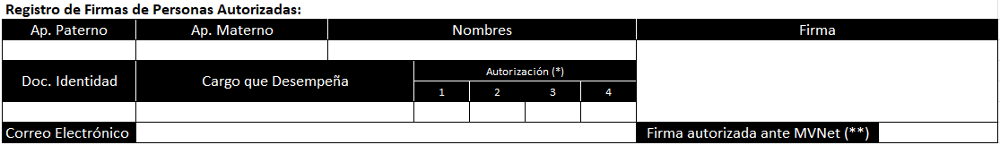 Registro de Firmas de Personas Autorizadas:
Ap. Paterno Ap. Materno Nombres Firma
Doc. Identidad Cargo que Desempeña Autorización (*)
1 2 3 4
Correo Electrónico Firma autorizada ante MVNet (**)